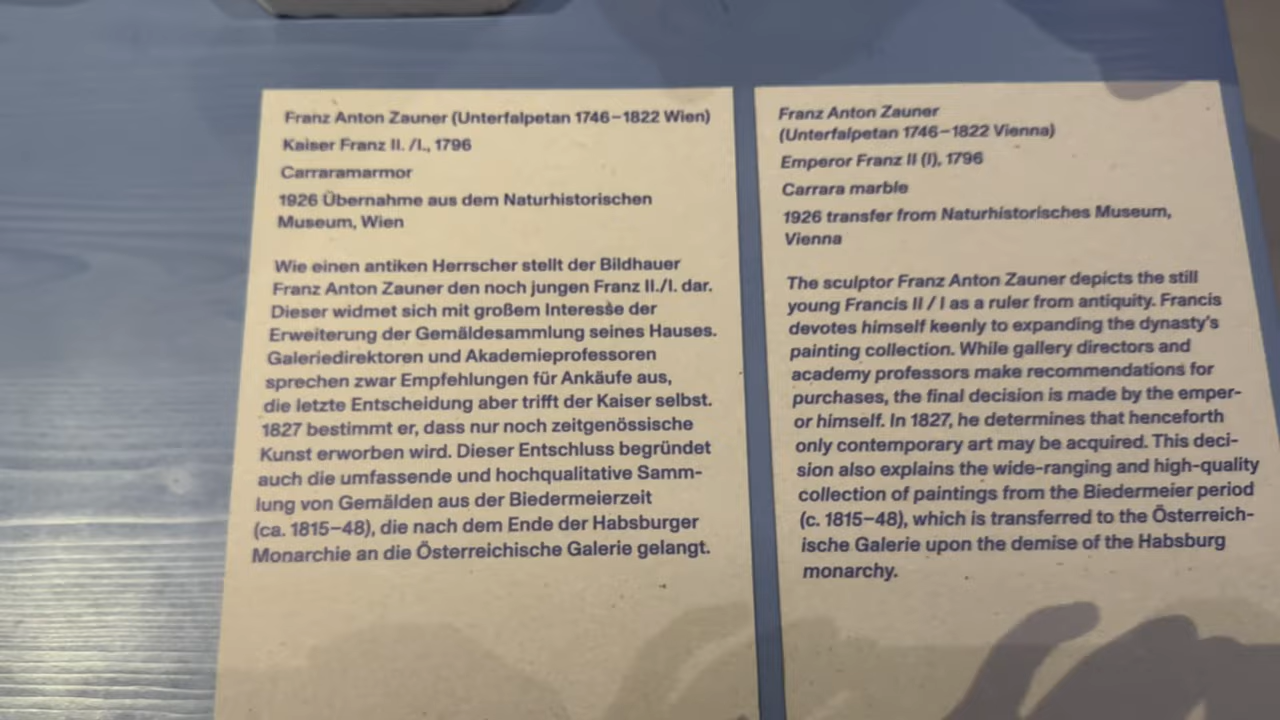 Franz Anton Zauner (Unterfalpetan 1746–1822 Wien)
Kaiser Franz II. /I., 1796
Carraramarmor
1926 Übernahme aus dem Naturhistorischen
Museum, Wien
Wie einen antiken Herrscher stellt der Bildhauer
Franz Anton Zauner den noch jungen Franz II./I. dar.
Dieser widmet sich mit großem Interesse der
Erweiterung der Gemäldesammlung seines Hauses.
Galeriedirektoren und Akademieprofessoren
sprechen zwar Empfehlungen für Ankäufe aus,
die letzte Entscheidung aber trifft der Kaiser selbst.
1827 bestimmt er, dass nur noch zeitgenössische
Kunst erworben wird. Dieser Entschluss begründet
auch die umfassende und hochqualitative Samm-
lung von Gemälden aus der Biedermeierzeit
(ca. 1815–48), die nach dem Ende der Habsburger
Monarchie an die Österreichische Galerie gelangt.
Franz Anton Zauner
(Unterfalpetan 1746–1822 Vienna)
Emperor Franz II (I), 1796
Carrara marble
1926 transfer from Naturhistorisches Museum,
Vienna
The sculptor Franz Anton Zauner depicts the still
young Francis II / I as a ruler from antiquity. Francis
devotes himself keenly to expanding the dynasty's
painting collection. While gallery directors and
academy professors make recommendations for
purchases, the final decision is made by the emper-
or himself. In 1827, he determines that henceforth
only contemporary art may be acquired. This deci-
sion also explains the wide-ranging and high-quality
collection of paintings from the Biedermeier period
(c. 1815–48), which is transferred to the Österreich-
ische Galerie upon the demise of the Habsburg
monarchy.